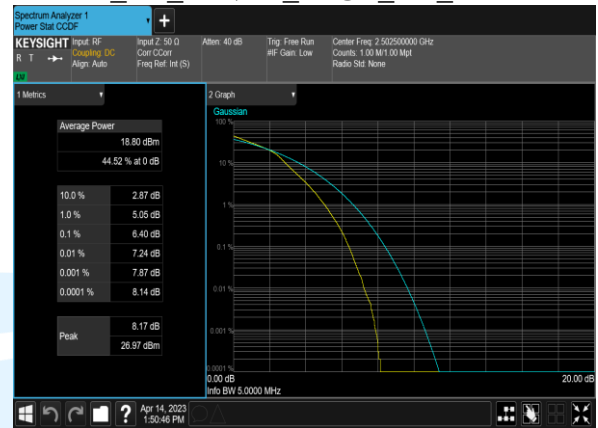 Spectrum Analyzer 1
Power Stat CCDF
+
KEYSIGHT
R T
LV
Input: RF
Coupling: DC
Align: Auto
Input Z: 50 Ω
Corr CCorr
Freq Ref: Int (S)
Atten: 40 dB
Trig: Free Run
#IF Gain: Low
Center Freq: 2.502500000 GHz
Counts: 1.00 M/1.00 Mpt
Radio Std: None
1 Metrics
Average Power
18.80 dBm
44.52 % at 0 dB
10.0 % 2.87 dB
1.0 % 5.05 dB
0.1 % 6.40 dB
0.01 % 7.24 dB
0.001 % 7.87 dB
0.0001 % 8.14 dB
Peak
8.17 dB
26.97 dBm
2 Graph
Gaussian
100 %
10 %
1 %
0.1 %
0.01 %
0.001 %
0.0001 %
0.00 dB
20.00 dB
Info BW 5.0000 MHz
?
Apr 14, 2023
1:50:46 PM